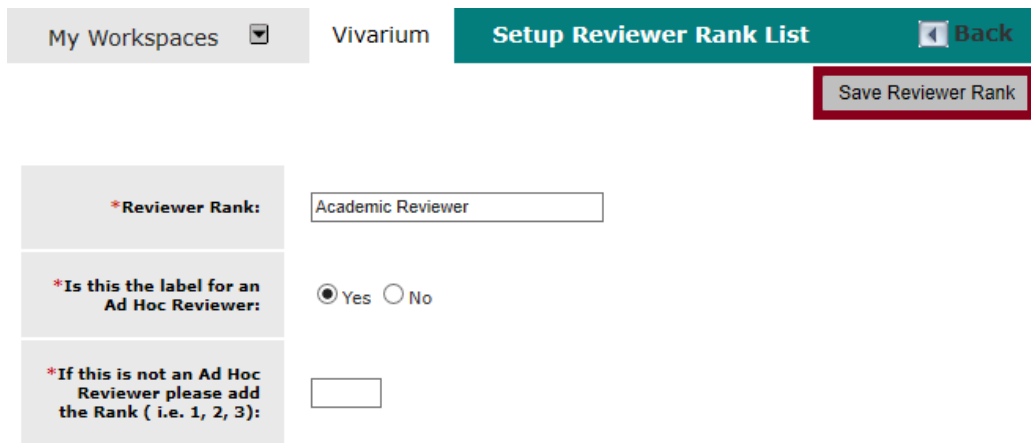 My Workspaces Vivarium Setup Reviewer Rank List Back
Save Reviewer Rank
*Reviewer Rank: Academic Reviewer
*Is this the label for an
Ad Hoc Reviewer: Yes No
*If this is not an Ad Hoc
Reviewer please add
the Rank ( i.e. 1, 2, 3):